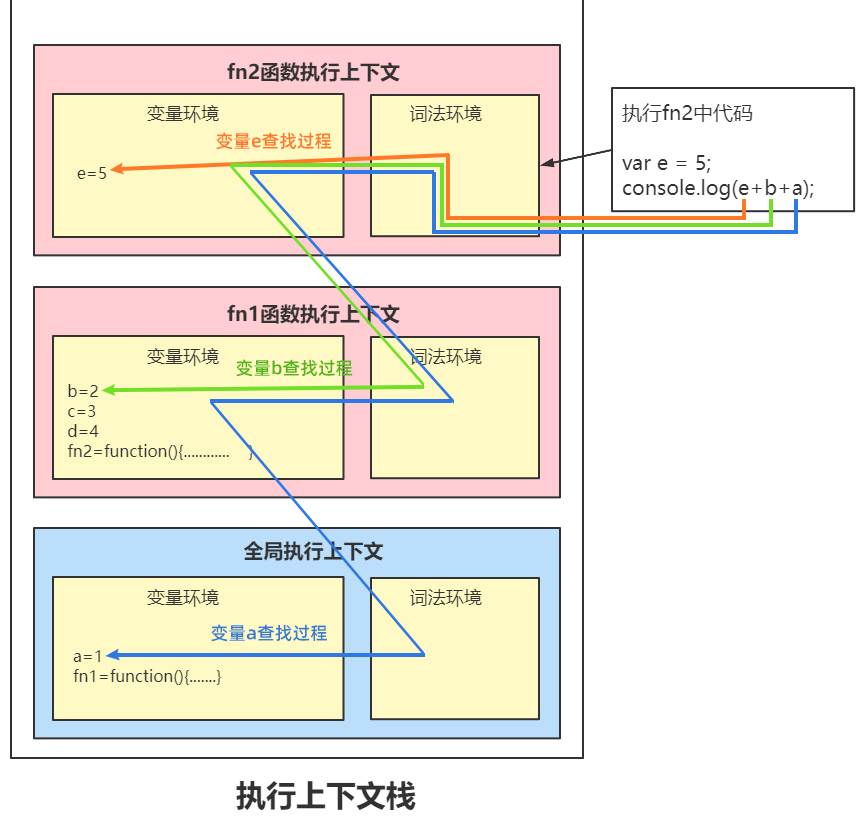 fn2函数执行上下文
变量环境
词法环境
变量e查找过程
e=5
执行fn2中代码
var e = 5;
console.log(e+b+a);
fn1函数执行上下文
变量环境
词法环境
变量b查找过程
b=2
c=3
d=4
fn2=function(){............ }
全局执行上下文
变量环境
词法环境
变量a查找过程
a=1
fn1=function(){.......}
执行上下文栈